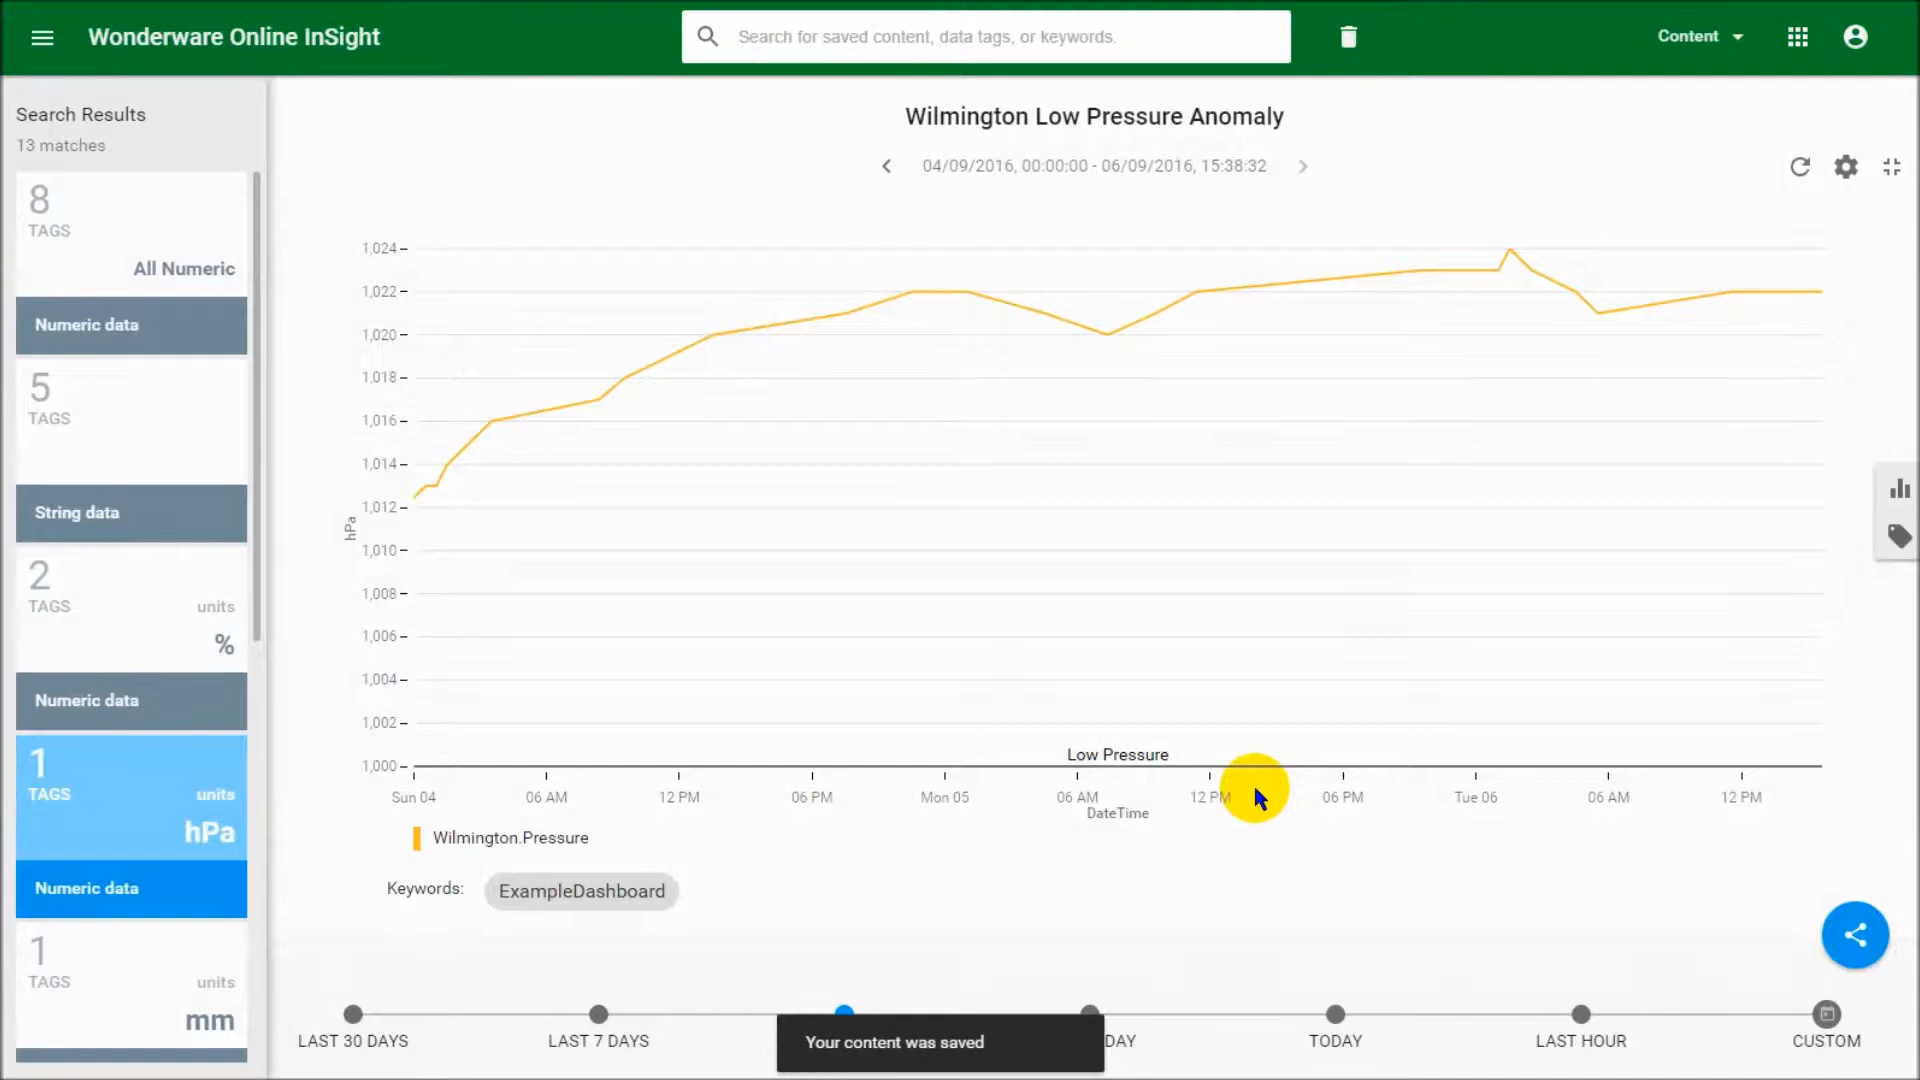 Wonderware Online InSight
Search for saved content, data tags, or keywords.
Content
Search Results
13 matches
8
TAGS
All Numeric
Numeric data
5
TAGS
String data
2
TAGS
units
%
Numeric data
1
TAGS
units
hPa
Numeric data
1
TAGS
units
mm
Wilmington Low Pressure Anomaly
04/09/2016, 00:00:00 - 06/09/2016, 15:38:32
1,024
1,022
1,020
1,018
1,016
1,014
1,012
1,010
1,008
1,006
1,004
1,002
1,000
hPa
Low Pressure
Sun 04 06 AM 12 PM 06 PM Mon 05 06 AM 12 PM 06 PM Tue 06 06 AM 12 PM
DateTime
Wilmington.Pressure
Keywords: ExampleDashboard
LAST 30 DAYS LAST 7 DAYS DAY TODAY LAST HOUR CUSTOM
Your content was saved